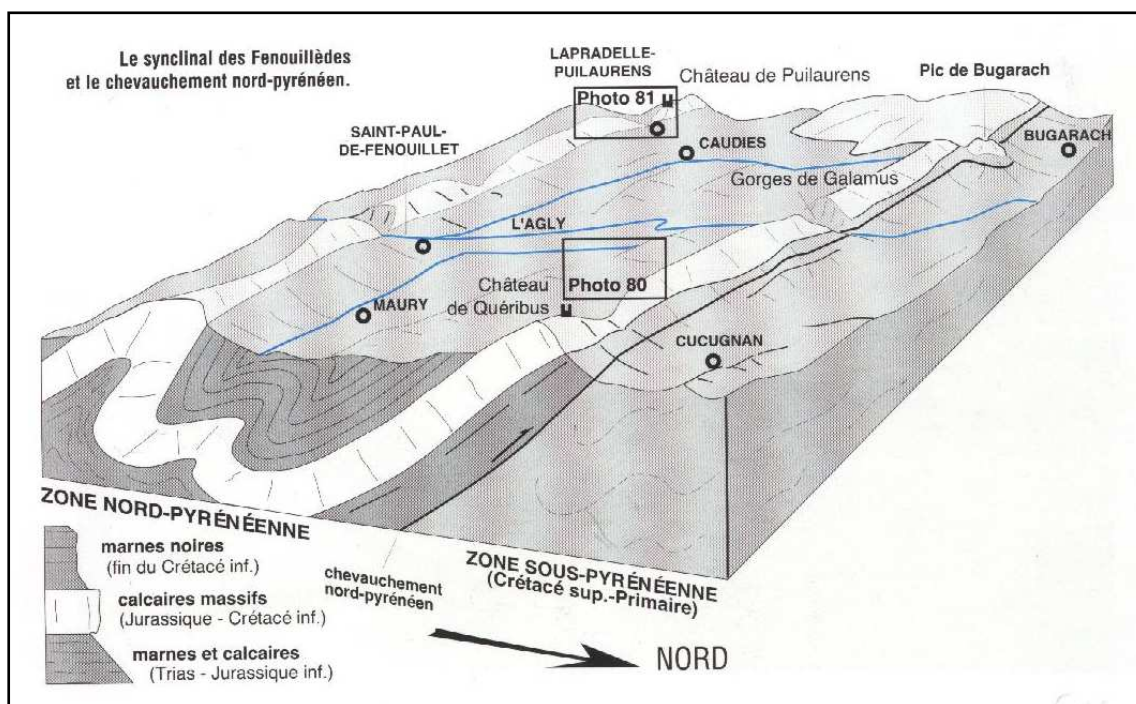 Le synclinal des Fenouillèdes
et le chevauchement nord-pyrénéen.
LAPRADELLE-
PUILAURENS
Château de Puilaurens
Photo 81
Pic de Bugarach
SAINT-PAUL-
DE-FENOUILLET
CAUDIES
BUGARACH
Gorges de Galamus
L'AGLY
Château
de Quéribus
Photo 80
MAURY
CUCUGNAN
ZONE NORD-PYRÉNÉENNE
chevauchement
nord-pyrénéen
ZONE SOUS-PYRÉNÉENNE
(Crétacé sup.-Primaire)
marnes noires
(fin du Crétacé inf.)
calcaires massifs
(Jurassique - Crétacé inf.)
marnes et calcaires
(Trias - Jurassique inf.)
NORD